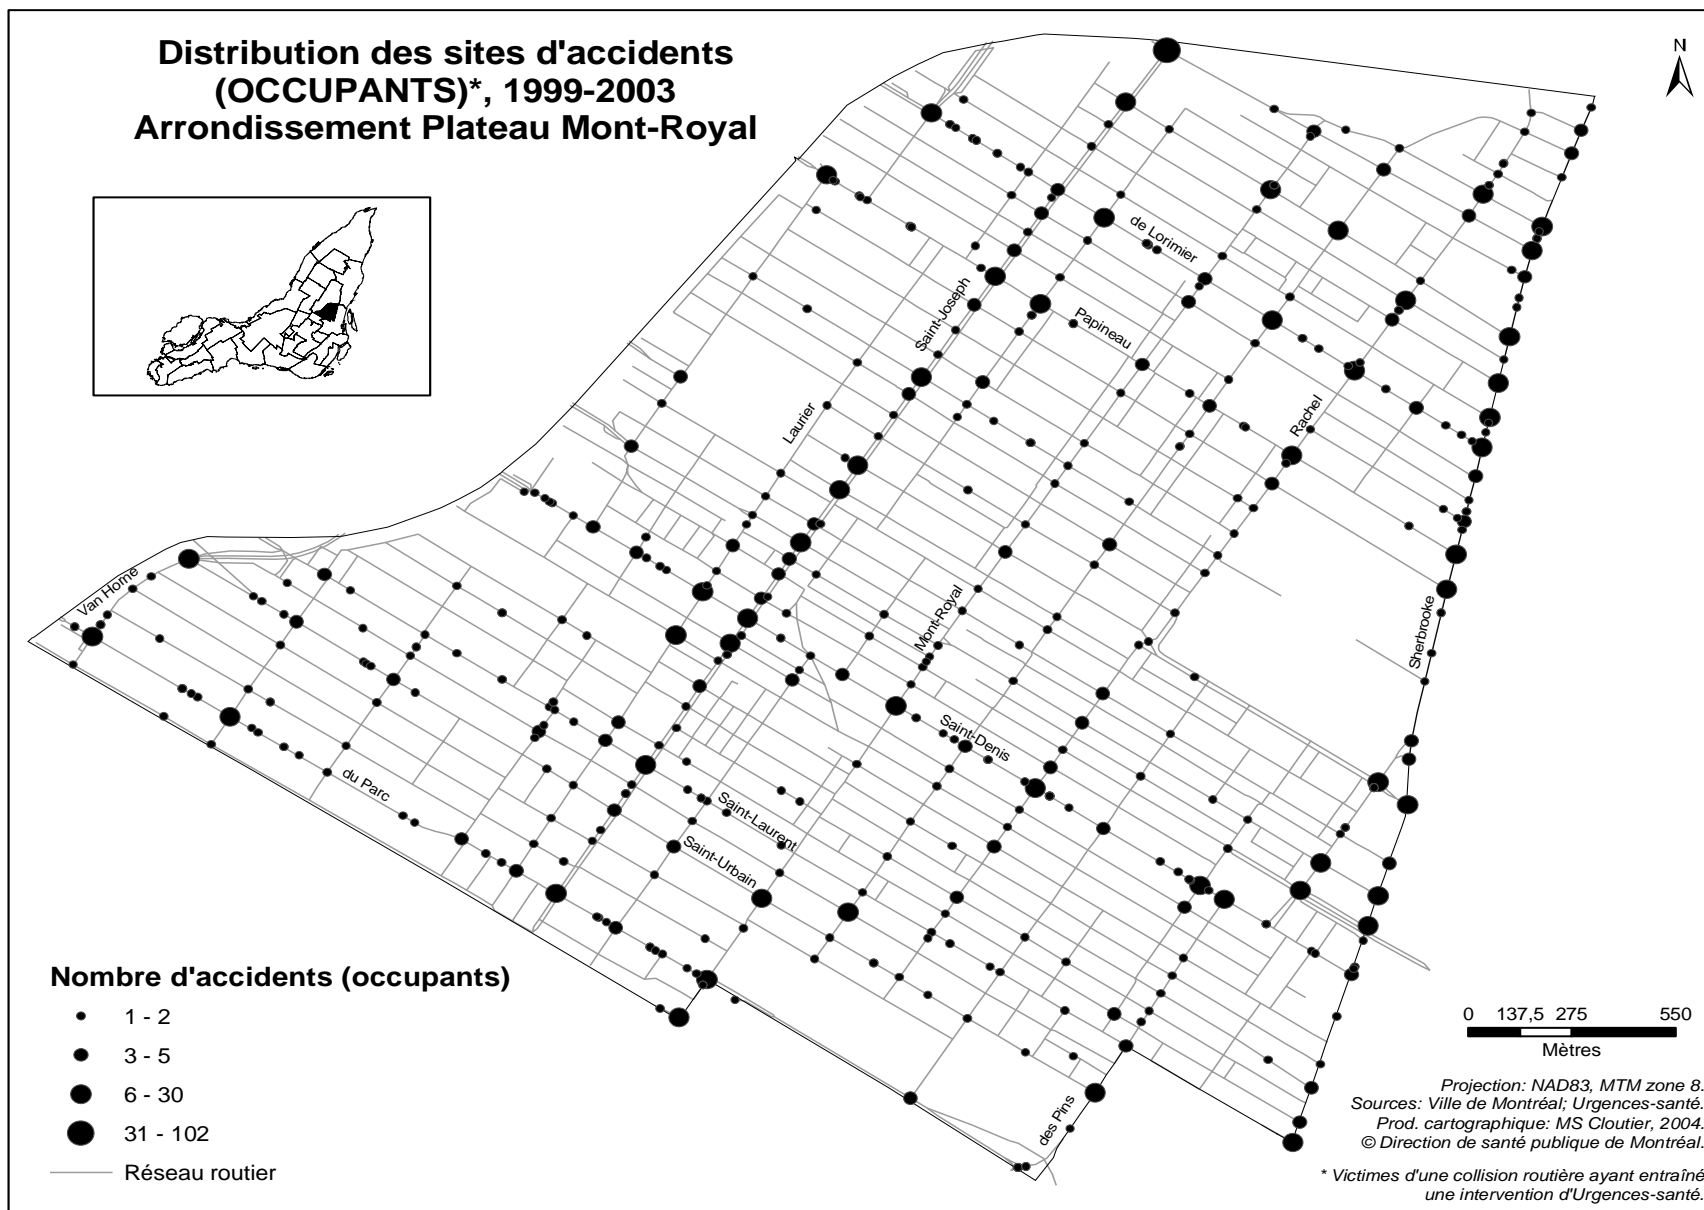 Distribution des sites d'accidents
(OCCUPANTS)*, 1999-2003
Arrondissement Plateau Mont-Royal
N
de Lorimier
Saint-Joseph
Papineau
Laurier
Rachel
Van Horne
Mont-Royal
Sherbrooke
Saint-Denis
du Parc
Saint-Laurent
Saint-Urbain
des Pins
Nombre d'accidents (occupants)
1 - 2
3 - 5
6 - 30
31 - 102
Réseau routier
0 137,5 275 550
Mètres
Projection: NAD83, MTM zone 8.
Sources: Ville de Montréal; Urgences-santé.
Prod. cartographique: MS Cloutier, 2004.
© Direction de santé publique de Montréal.
* Victimes d'une collision routière ayant entraîné
une intervention d'Urgences-santé.